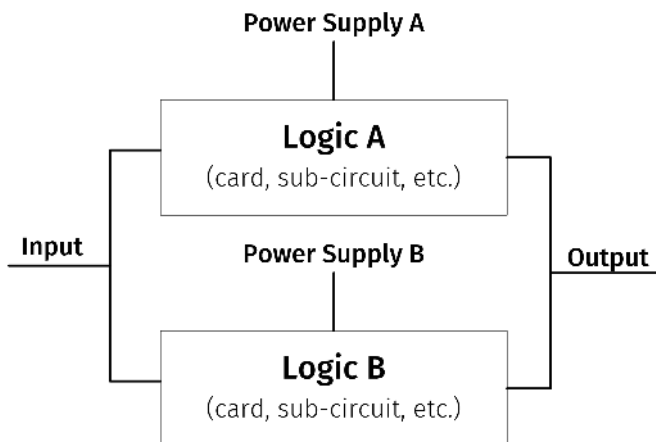 Power Supply A
Logic A
(card, sub-circuit, etc.)
Input
Power Supply B
Output
Logic B
(card, sub-circuit, etc.)